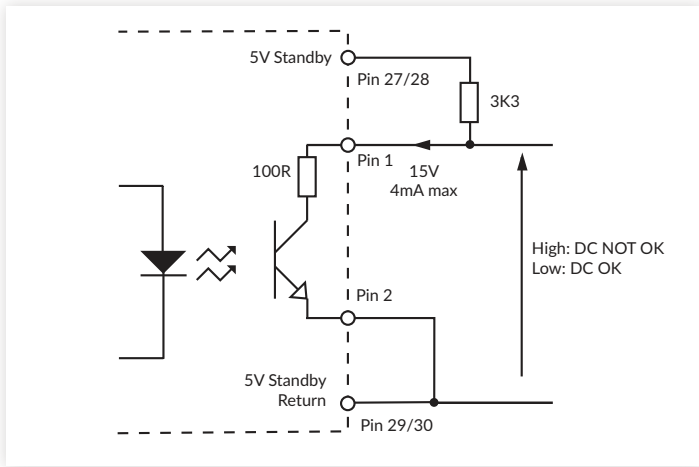 5V Standby
Pin 27/28
3K3
100R
Pin 1
15V
4mA max
High: DC NOT OK
Low: DC OK
Pin 2
5V Standby
Return
Pin 29/30